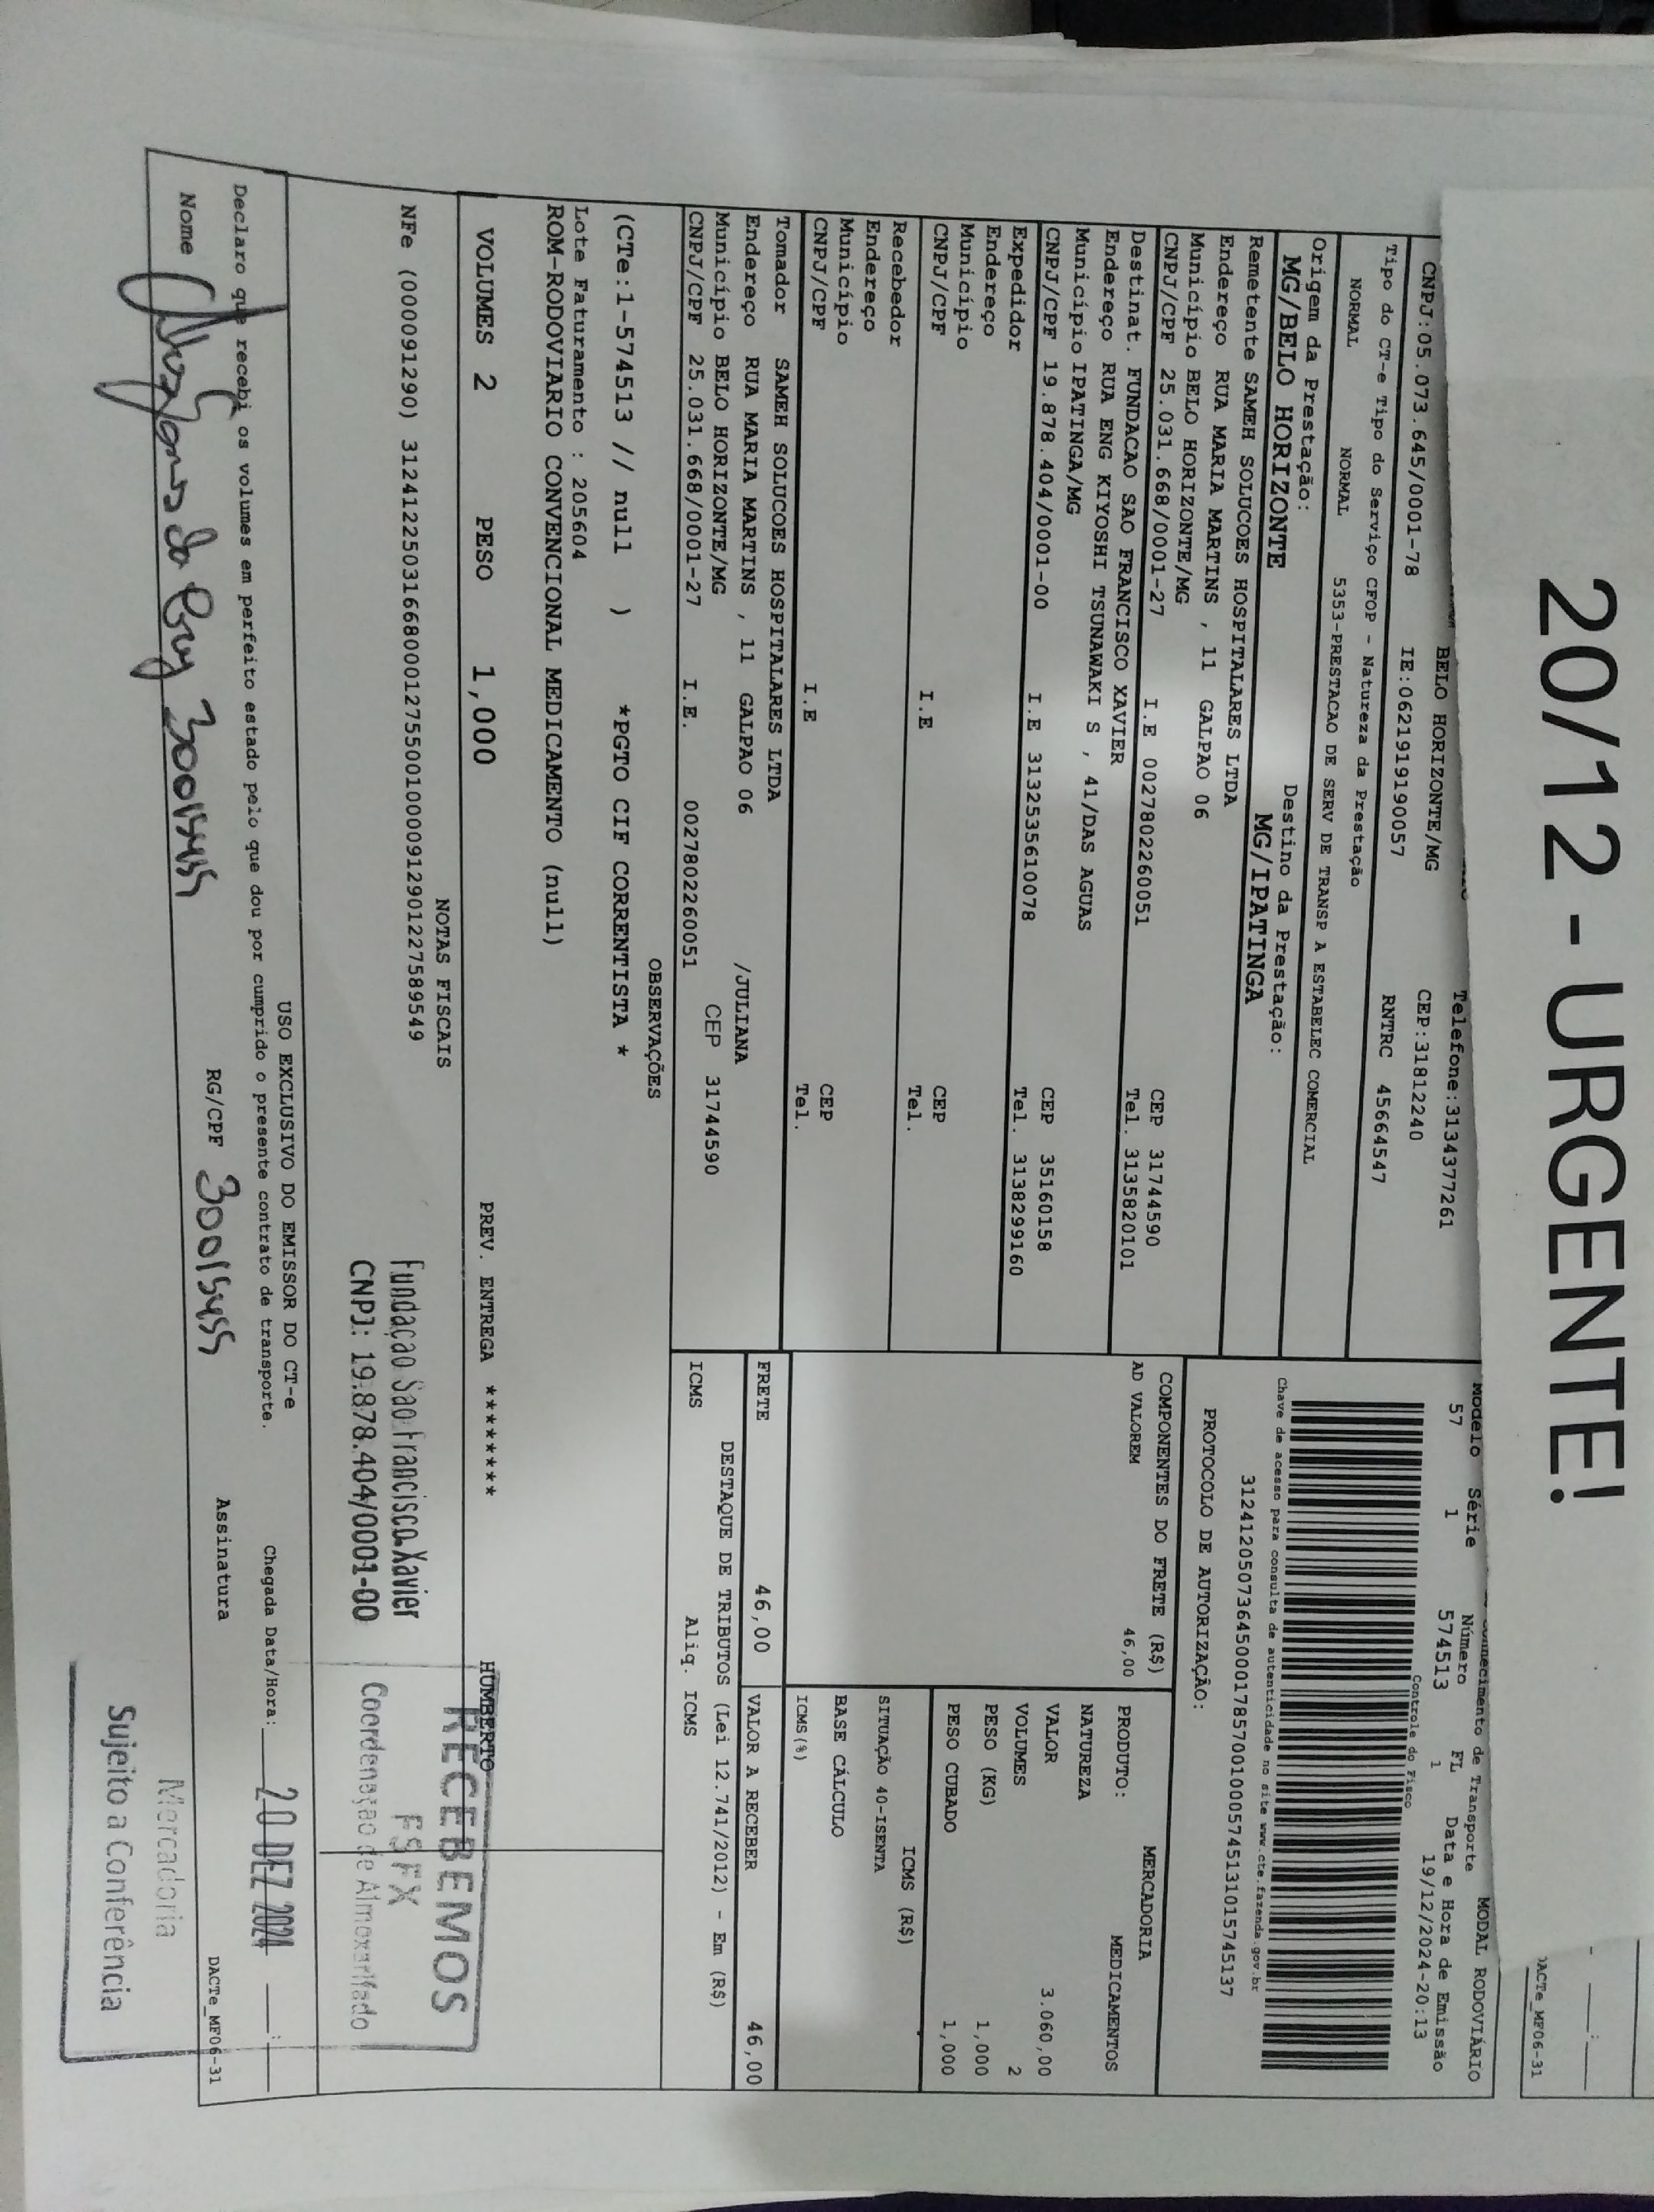 20/12 - URGENTE!
DACTe_MF06-31
BELO HORIZONTE/MG Telefone:3134377261
CNPJ:05.073.645/0001-78 IE:0621919190057 CEP:31812240
RNTRC 45664547
Tipo do CT-e Tipo do Serviço CFOP - Natureza da Prestação
NORMAL NORMAL 5353-PRESTACAO DE SERV DE TRANSP A ESTABELEC COMERCIAL
Conhecimento de Transporte MODAL RODOVIÁRIO
Modelo Série Número FL Data e Hora de Emissão
57 1 574513 1 19/12/2024-20:13
Controle do Fisco
Chave de acesso para consulta de autenticidade no site www.cte.fazenda.gov.br
31241205073645000178570010005745131015745137
PROTOCOLO DE AUTORIZAÇÃO:
Origem da Prestação: Destino da Prestação:
MG/BELO HORIZONTE MG/IPATINGA
Remetente SAMEH SOLUCOES HOSPITALARES LTDA
Endereço RUA MARIA MARTINS , 11 GALPAO 06
Município BELO HORIZONTE/MG CEP 31744590
CNPJ/CPF 25.031.668/0001-27 I.E 0027802260051 Tel. 3135820101
Destinat. FUNDACAO SAO FRANCISCO XAVIER
Endereço RUA ENG KIYOSHI TSUNAWAKI S , 41/DAS AGUAS
Município IPATINGA/MG CEP 35160158
CNPJ/CPF 19.878.404/0001-00 I.E 3132535610078 Tel. 3138299160
Expedidor
Endereço
Município CEP
CNPJ/CPF I.E Tel.
Recebedor
Endereço
Município CEP
CNPJ/CPF I.E Tel.
Tomador SAMEH SOLUCOES HOSPITALARES LTDA
Endereço RUA MARIA MARTINS , 11 GALPAO 06 /JULIANA
Município BELO HORIZONTE/MG CEP 31744590
CNPJ/CPF 25.031.668/0001-27 I.E. 0027802260051
COMPONENTES DO FRETE (R$)
AD VALOREM 46,00
MERCADORIA
PRODUTO: MEDICAMENTOS
NATUREZA
VALOR 3.060,00
VOLUMES 2
PESO (KG) 1,000
PESO CUBADO 1,000
ICMS (R$)
SITUAÇÃO 40-ISENTA
BASE CÁLCULO
ICMS(%)
FRETE 46,00 VALOR A RECEBER 46,00
DESTAQUE DE TRIBUTOS (Lei 12.741/2012) - Em (R$)
ICMS Aliq. ICMS
OBSERVAÇÕES
(CTe:1-574513 // null ) *PGTO CIF CORRENTISTA *
Lote Faturamento : 205604
ROM-RODOVIARIO CONVENCIONAL MEDICAMENTO (null)
VOLUMES 2 PESO 1,000 PREV. ENTREGA ******** HUMBERTO
NOTAS FISCAIS
NFe (000091290) 31241225031668000127550010000912901227589549
Fundação São Francisco Xavier
CNPJ: 19.878.404/0001-00
RECEBEMOS
FSFX
Coordenação de Almoxarifado
USO EXCLUSIVO DO EMISSOR DO CT-e
Declaro que recebi os volumes em perfeito estado pelo que dou por cumprido o presente contrato de transporte. Chegada Data/Hora: 20 DEZ 2024
Nome 30015455 RG/CPF 30015455 Assinatura
DACTe_MF06-31
Mercadoria
Sujeito a Conferência